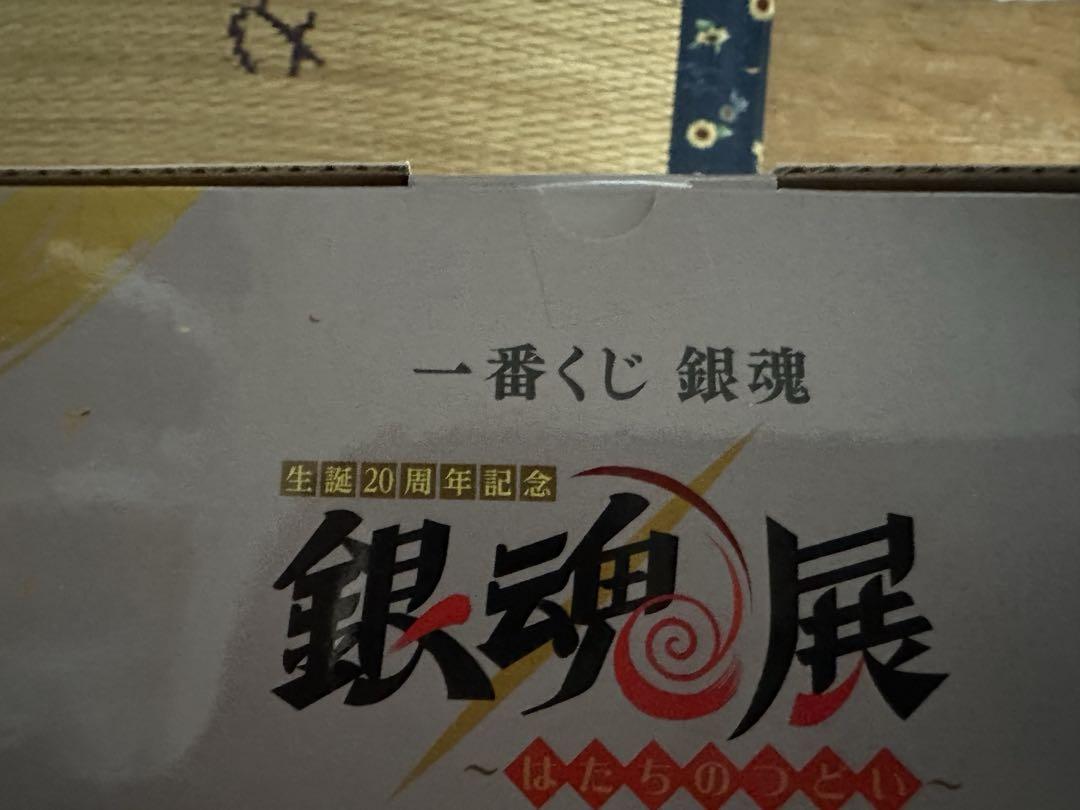 一番くじ 銀魂
生誕20周年記念
銀魂展
～はたちのつどい～